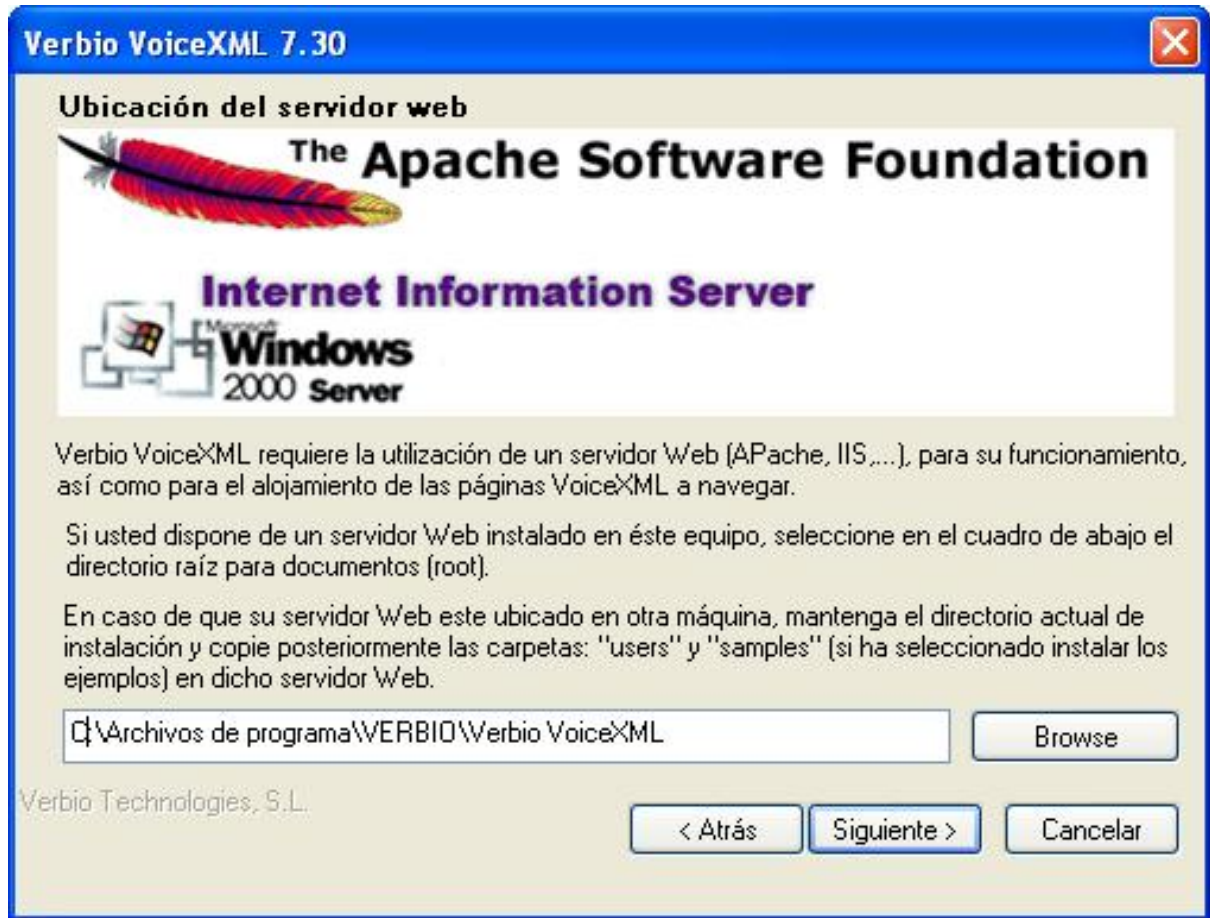 Verbio VoiceXML 7.30
Ubicación del servidor web
The Apache Software Foundation
Internet Information Server
Microsoft
Windows
2000 Server
Verbio VoiceXML requiere la utilización de un servidor Web (APache, IIS,...), para su funcionamiento,
así como para el alojamiento de las páginas VoiceXML a navegar.
Si usted dispone de un servidor Web instalado en éste equipo, seleccione en el cuadro de abajo el
directorio raíz para documentos (root).
En caso de que su servidor Web este ubicado en otra máquina, mantenga el directorio actual de
instalación y copie posteriormente las carpetas: "users" y "samples" (si ha seleccionado instalar los
ejemplos) en dicho servidor Web.
C:\Archivos de programa\VERBIO\Verbio VoiceXML
Browse
Verbio Technologies, S.L.
< Atrás
Siguiente >
Cancelar